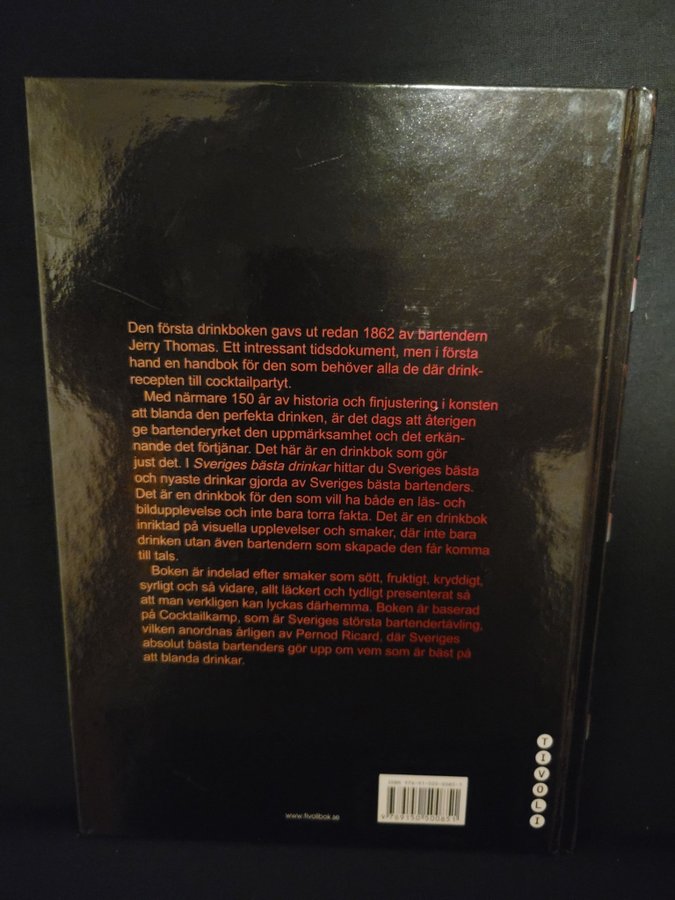 Den första drinkboken gavs ut redan 1862 av bartendern
Jerry Thomas. Ett intressant tidsdokument, men i första
hand en handbok för den som behöver alla de där drink-
recepten till cocktailpartyt.
Med närmare 150 år av historia och finjustering i konsten
att blanda den perfekta drinken, är det dags att återigen
ge bartenderyrket den uppmärksamhet och det erkän-
nande det förtjänar. Det här är en drinkbok som gör
just det. I Sveriges bästa drinkar hittar du Sveriges bästa
och nyaste drinkar gjorda av Sveriges bästa bartenders.
Det är en drinkbok för den som vill ha både en läs- och
bildupplevelse och inte bara torra fakta. Det är en drinkbok
inriktad på visuella upplevelser och smaker, där inte bara
drinken utan även bartendern som skapade den får komma
till tals.
Boken är indelad efter smaker som sött, fruktigt, kryddigt,
syrligt och så vidare, allt läckert och tydligt presenterat så
att man verkligen kan lyckas därhemma. Boken är baserad
på Cocktailkamp, som är Sveriges största bartendertävling,
vilken anordnas årligen av Pernod Ricard, där Sveriges
absolut bästa bartenders gör upp om vem som är bäst på
att blanda drinkar.
TIVOLI
www.tivolibok.se
ISBN